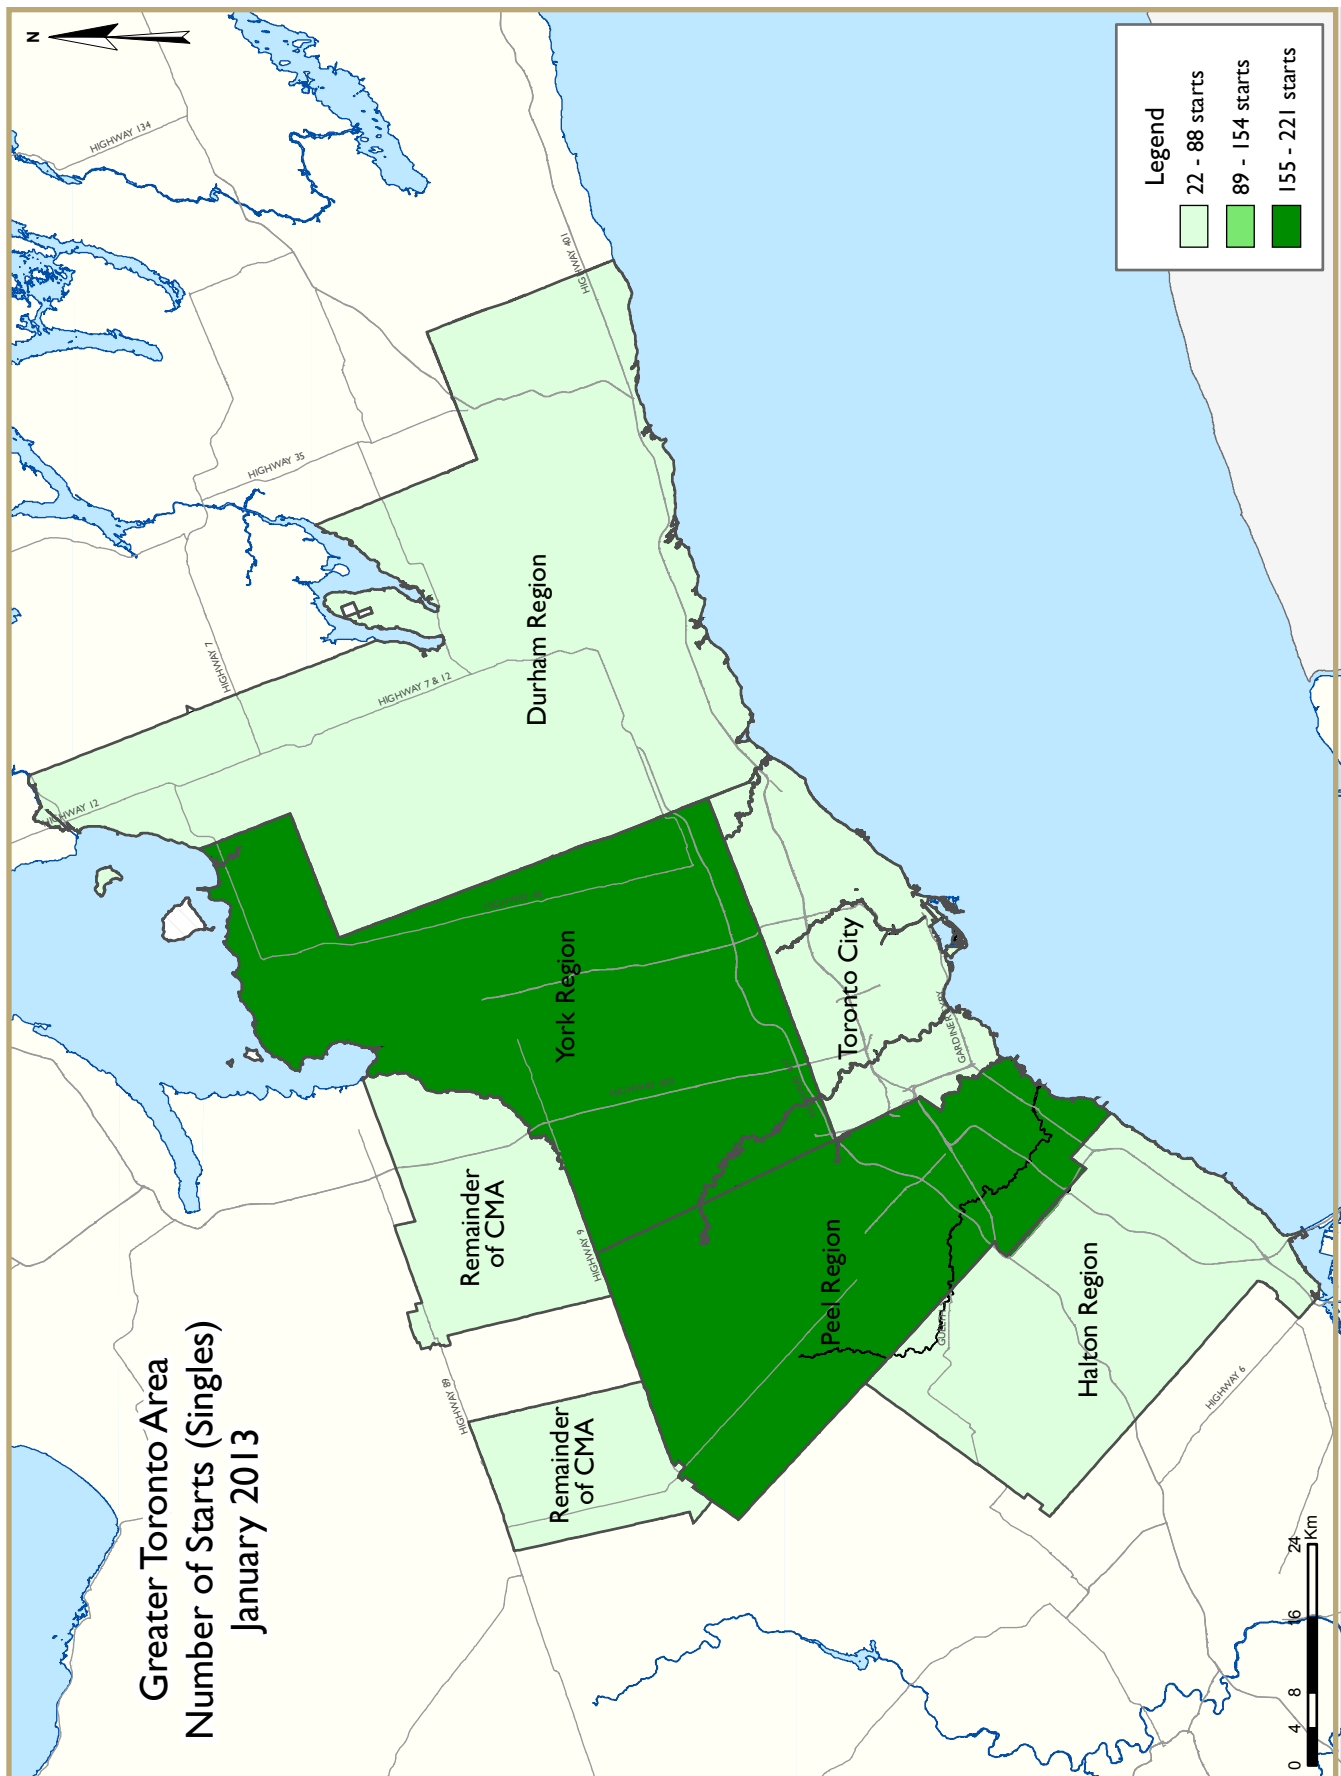 Greater Toronto Area
Number of Starts (Singles)
January 2013
N
HIGHWAY 134
HIGHWAY 401
HIGHWAY 35
HIGHWAY 7
HIGHWAY 7 & 12
HIGHWAY 12
Durham Region
York Region
Toronto City
GARDINER
Remainder
of CMA
HIGHWAY 9
HIGHWAY 89
Remainder
of CMA
Peel Region
Halton Region
HIGHWAY 6
Legend
22 - 88 starts
89 - 154 starts
155 - 221 starts
0 4 8 16 24
Km